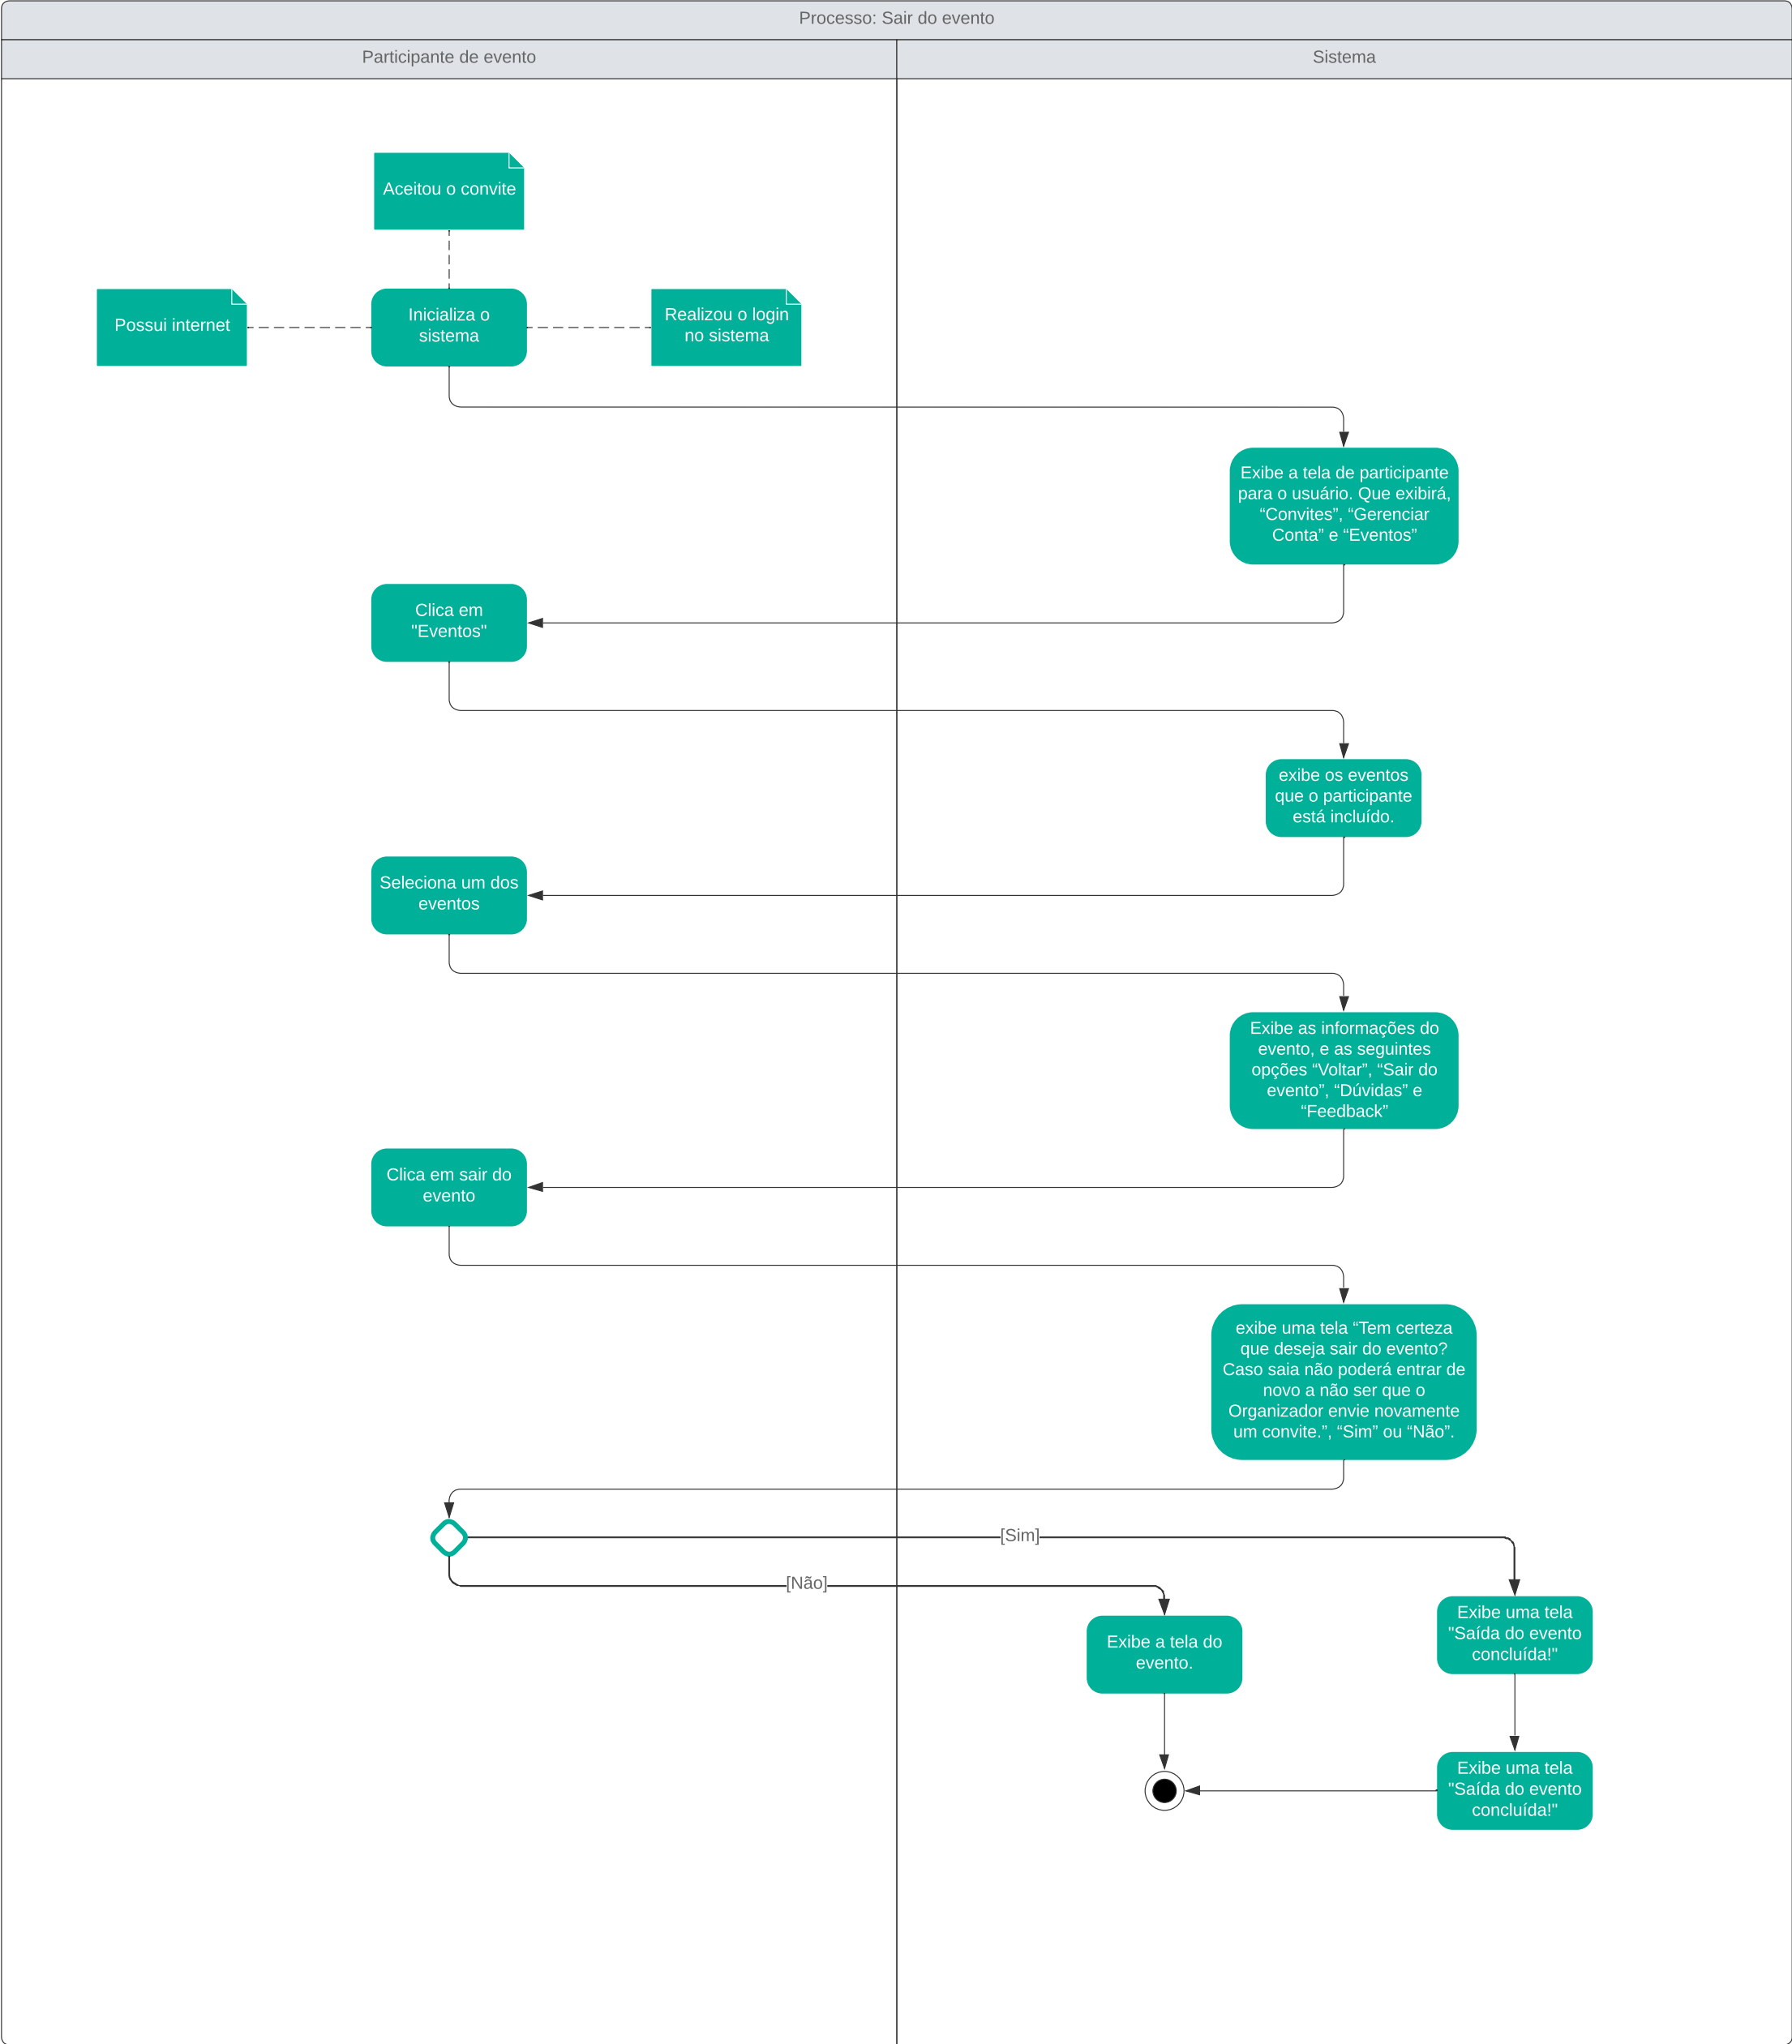 Processo: Sair do evento
Participante de evento
Sistema
Aceitou o convite
Possui internet
Inicializa o
sistema
Realizou o login
no sistema
Exibe a tela de participante
para o usuário. Que exibirá,
“Convites”, “Gerenciar
Conta” e “Eventos”
Clica em
"Eventos"
exibe os eventos
que o participante
está incluído.
Seleciona um dos
eventos
Exibe as informações do
evento, e as seguintes
opções “Voltar”, “Sair do
evento”, “Dúvidas” e
“Feedback”
Clica em sair do
evento
exibe uma tela “Tem certeza
que deseja sair do evento?
Caso saia não poderá entrar de
novo a não ser que o
Organizador envie novamente
um convite.”, “Sim” ou “Não”.
[Sim]
[Não]
Exibe a tela do
evento.
Exibe uma tela
"Saída do evento
concluída!"
Exibe uma tela
"Saída do evento
concluída!"